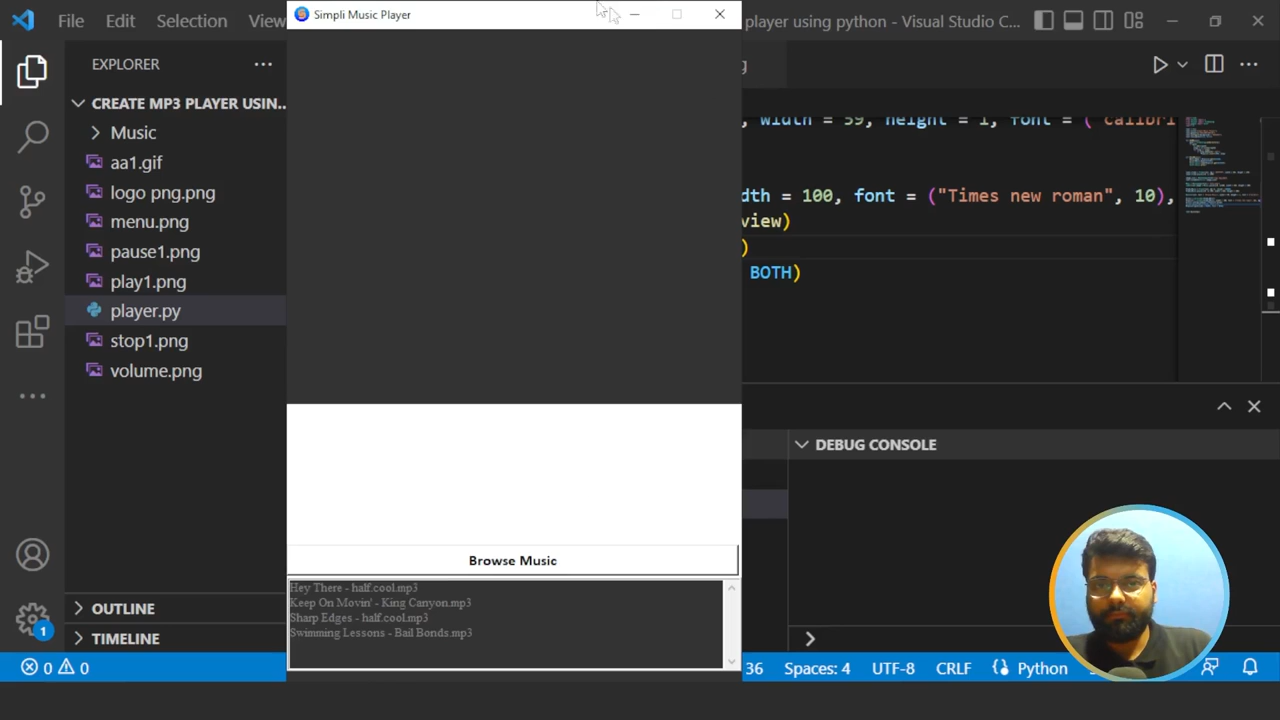 File Edit Selection View
Simpli Music Player
player using python - Visual Studio C...
EXPLORER
CREATE MP3 PLAYER USIN..
Music
aa1.gif
logo png.png
menu.png
pause1.png
play1.png
player.py
stop1.png
volume.png
OUTLINE
TIMELINE
, width = 59, height = 1, font = ( calibri
dth = 100, font = ("Times new roman", 10),
view)
)
BOTH)
Browse Music
Hey There - half.cool.mp3
Keep On Movin' - King Canyon.mp3
Sharp Edges - half.cool.mp3
Swimming Lessons - Bail Bonds.mp3
DEBUG CONSOLE
1
0 0
36 Spaces: 4 UTF-8 CRLF Python